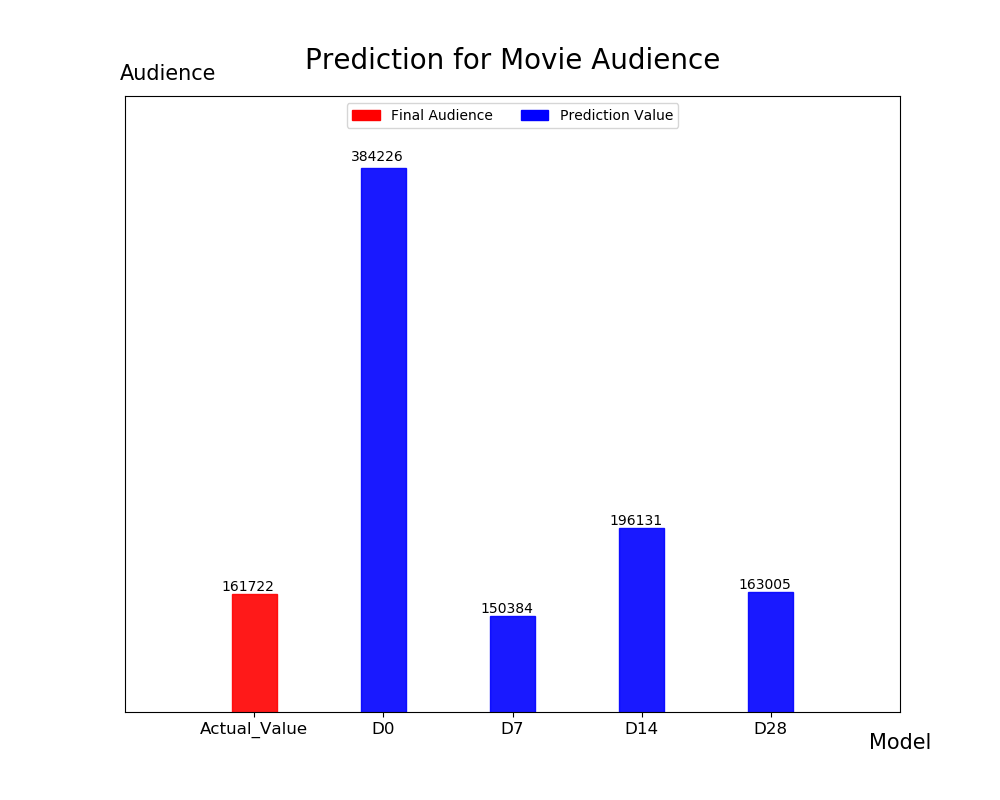 Prediction for Movie Audience
Audience
Final Audience Prediction Value
384226
196131
161722
163005
150384
Actual_Value D0 D7 D14 D28
Model